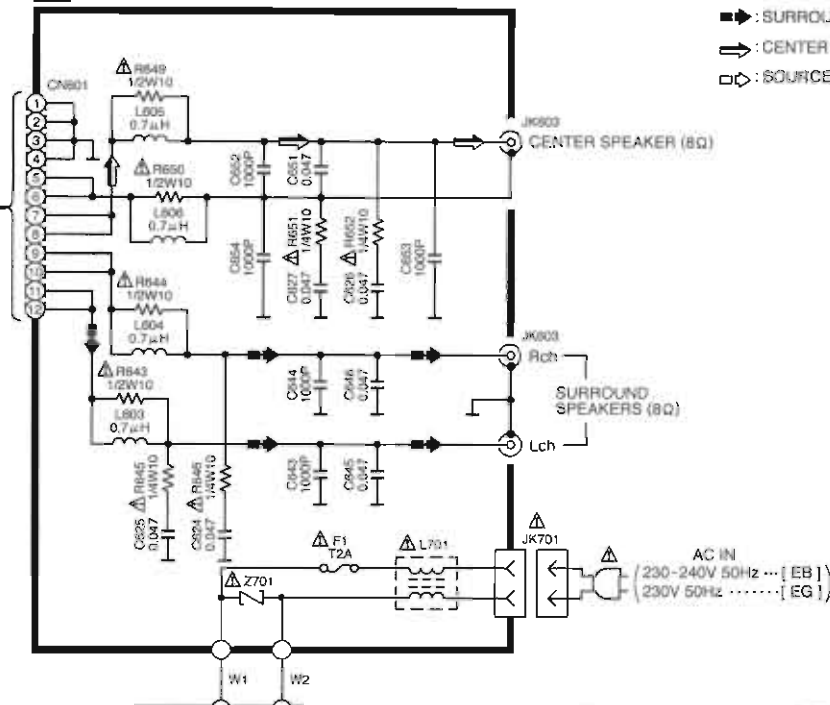 : SURROU
: CENTER
: SOURCE
CN601
1
2
3
4
5
6
7
8
9
10
11
12
R649
1/2W10
L605
0.7μH
R650
1/2W10
L606
0.7μH
C652
1000P
C651
0.047
C654
1000P
R651
1/4W10
C627
0.047
R652
1/4W10
C626
0.047
C653
1000P
JK603
CENTER SPEAKER (8Ω)
R644
1/2W10
L604
0.7μH
R643
1/2W10
L603
0.7μH
C644
1000P
C646
0.047
JK603
Rch
SURROUND
SPEAKERS (8Ω)
Lch
R645
1/4W10
C625
0.047
R646
1/4W10
C624
0.047
C643
1000P
C645
0.047
F1
T2A
L701
Z701
JK701
AC IN
230-240V 50Hz ··· [ EB ]
230V 50Hz ········ [ EG ]
W1
W2